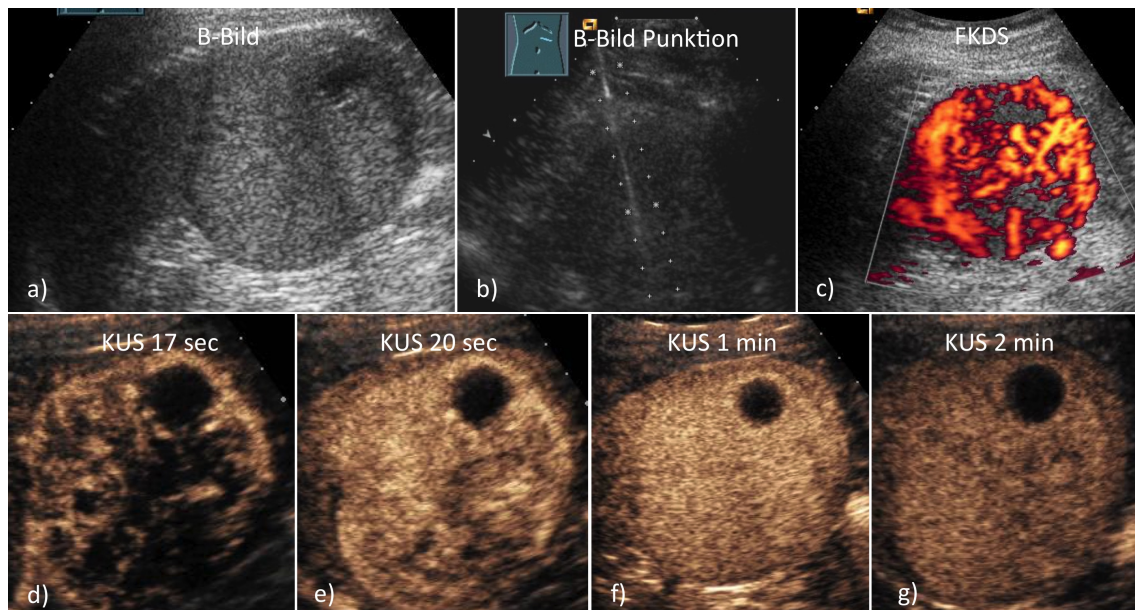 B-Bild
a)
B-Bild Punktion
b)
FKDS
c)
KUS 17 sec
d)
KUS 20 sec
e)
KUS 1 min
f)
KUS 2 min
g)